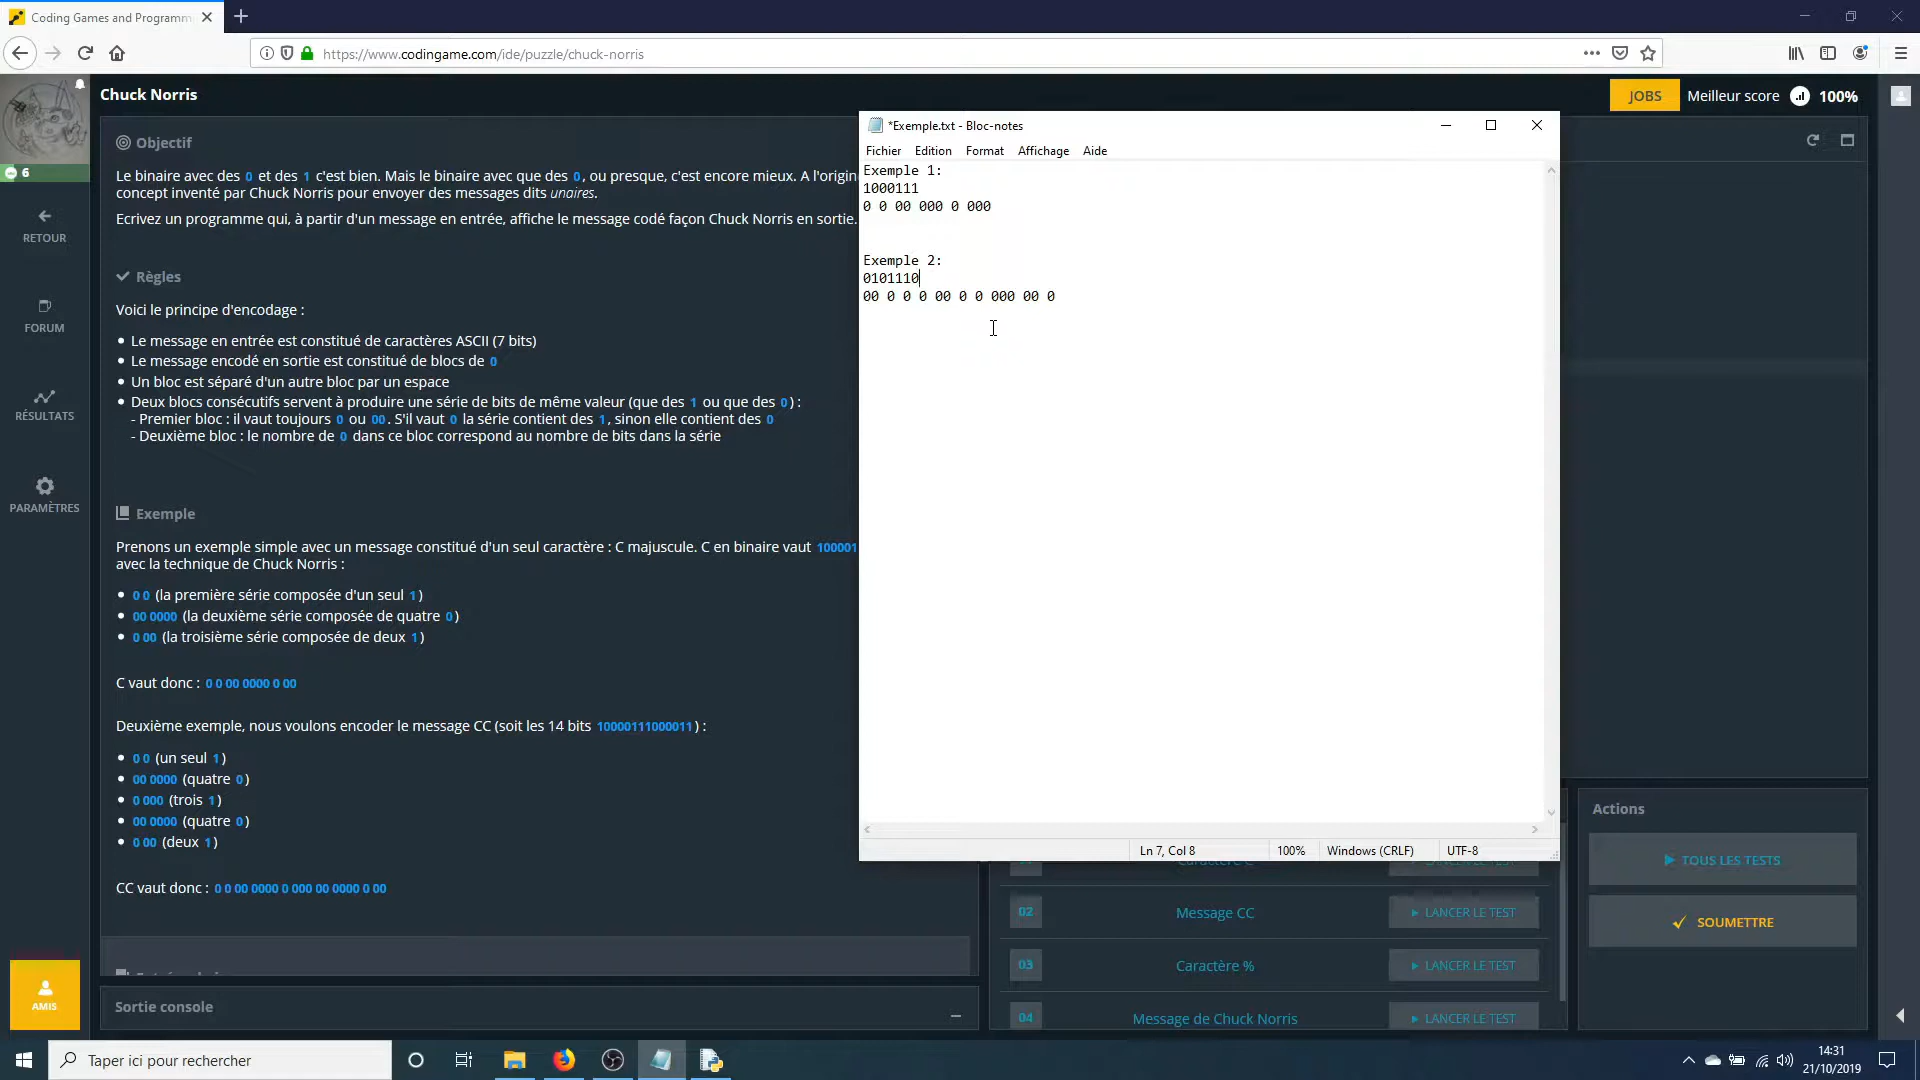 Coding Games and Programm
https://www.codingame.com/ide/puzzle/chuck-norris
Chuck Norris
JOBS
Meilleur score
100%
6
RETOUR
FORUM
RÉSULTATS
PARAMÈTRES
AMIS
Objectif
Le binaire avec des 0 et des 1 c'est bien. Mais le binaire avec que des 0, ou presque, c'est encore mieux. A l'origine
concept inventé par Chuck Norris pour envoyer des messages dits unaires.
Ecrivez un programme qui, à partir d'un message en entrée, affiche le message codé façon Chuck Norris en sortie.
Règles
Voici le principe d'encodage :
• Le message en entrée est constitué de caractères ASCII (7 bits)
• Le message encodé en sortie est constitué de blocs de 0
• Un bloc est séparé d'un autre bloc par un espace
• Deux blocs consécutifs servent à produire une série de bits de même valeur (que des 1 ou que des 0) :
- Premier bloc : il vaut toujours 0 ou 00. S'il vaut 0 la série contient des 1, sinon elle contient des 0
- Deuxième bloc : le nombre de 0 dans ce bloc correspond au nombre de bits dans la série
Exemple
Prenons un exemple simple avec un message constitué d'un seul caractère : C majuscule. C en binaire vaut 100001
avec la technique de Chuck Norris :
• 0 0 (la première série composée d'un seul 1)
• 00 0000 (la deuxième série composée de quatre 0)
• 0 00 (la troisième série composée de deux 1)
C vaut donc : 0 0 00 0000 0 00
Deuxième exemple, nous voulons encoder le message CC (soit les 14 bits 10000111000011) :
• 0 0 (un seul 1)
• 00 0000 (quatre 0)
• 0 000 (trois 1)
• 00 0000 (quatre 0)
• 0 00 (deux 1)
CC vaut donc : 0 0 00 0000 0 000 00 0000 0 00
Sortie console
*Exemple.txt - Bloc-notes
Fichier Edition Format Affichage Aide
Exemple 1:
1000111
0 0 00 000 0 000
Exemple 2:
0101110
00 0 0 0 00 0 0 000 00 0
Ln 7, Col 8
100%
Windows (CRLF)
UTF-8
02 Message CC LANCER LE TEST
03 Caractère % LANCER LE TEST
04 Message de Chuck Norris LANCER LE TEST
Actions
TOUS LES TESTS
SOUMETTRE
Taper ici pour rechercher
14:31
21/10/2019